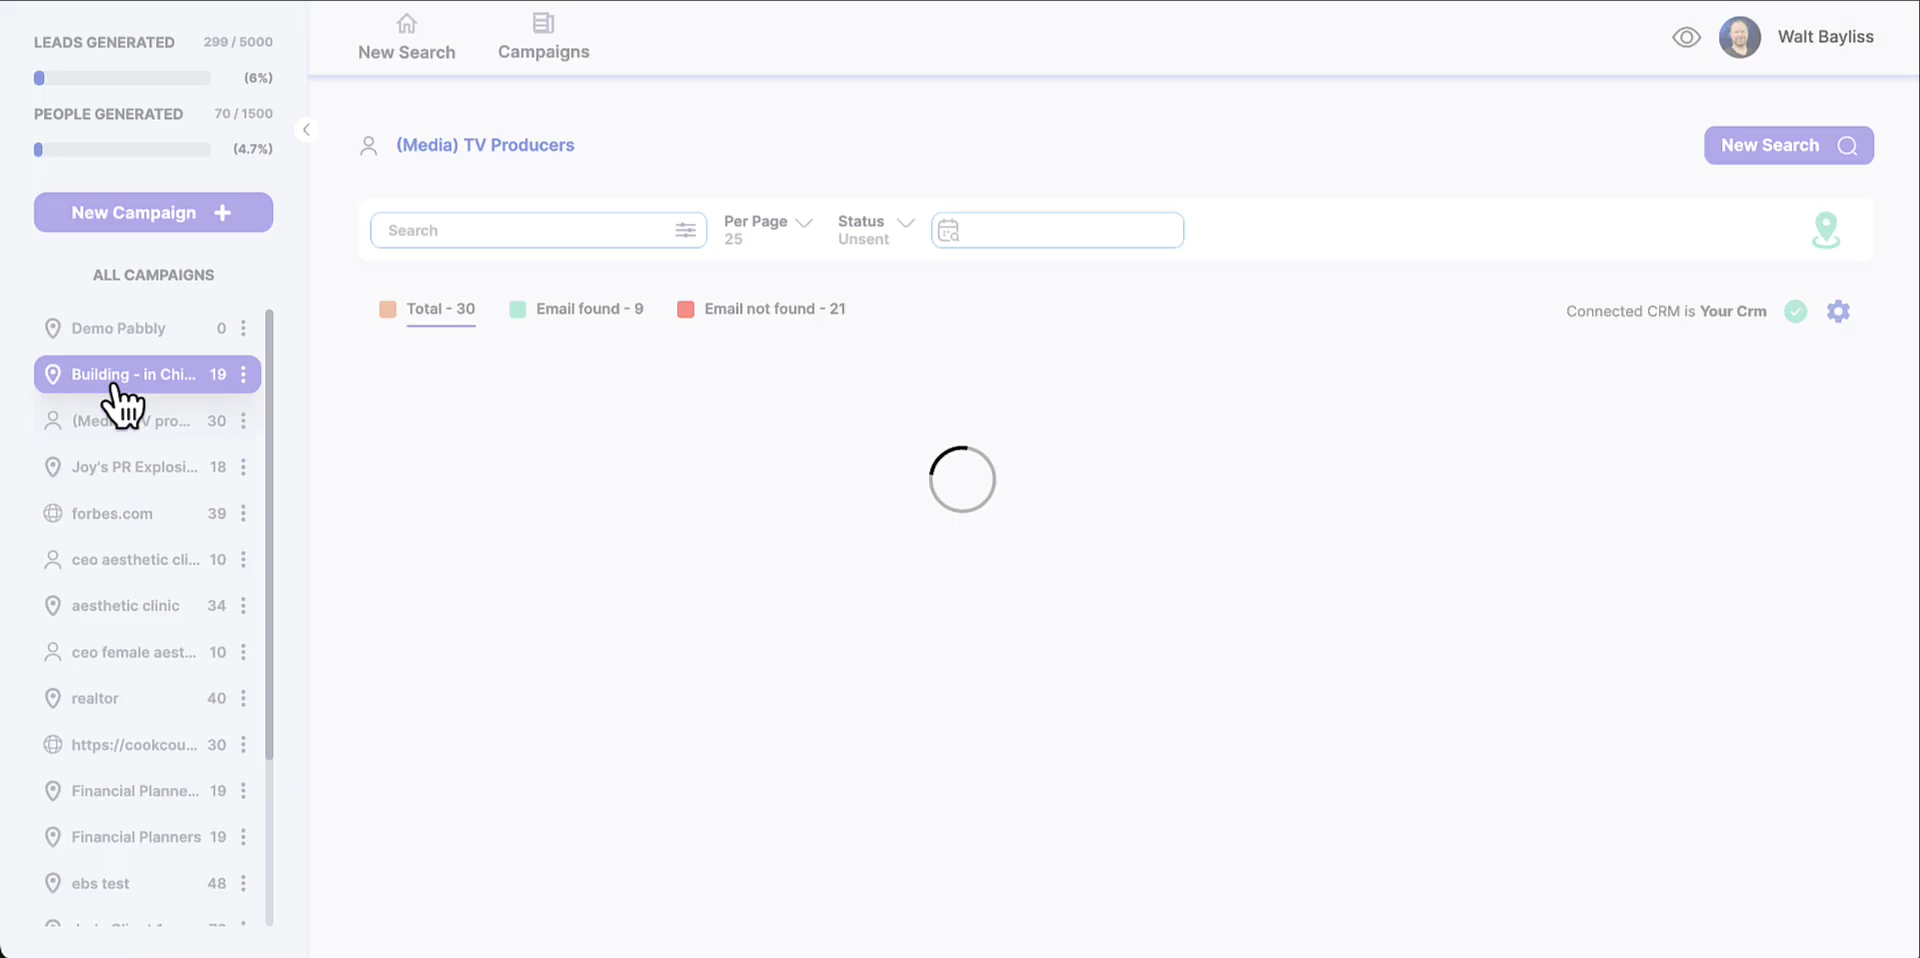 LEADS GENERATED 299 / 5000
(6%)
PEOPLE GENERATED 70 / 1500
(4.7%)
New Campaign +
ALL CAMPAIGNS
Demo Pabbly 0
Building - in Chi... 19
(Med V pro... 30
Joy's PR Explosi... 18
forbes.com 39
ceo aesthetic cli... 10
aesthetic clinic 34
ceo female aest... 10
realtor 40
https://cookcou... 30
Financial Planne... 19
Financial Planners 19
ebs test 48
New Search
Campaigns
Walt Bayliss
(Media) TV Producers
New Search
Search
Per Page
25
Status
Unsent
Total - 30
Email found - 9
Email not found - 21
Connected CRM is Your Crm